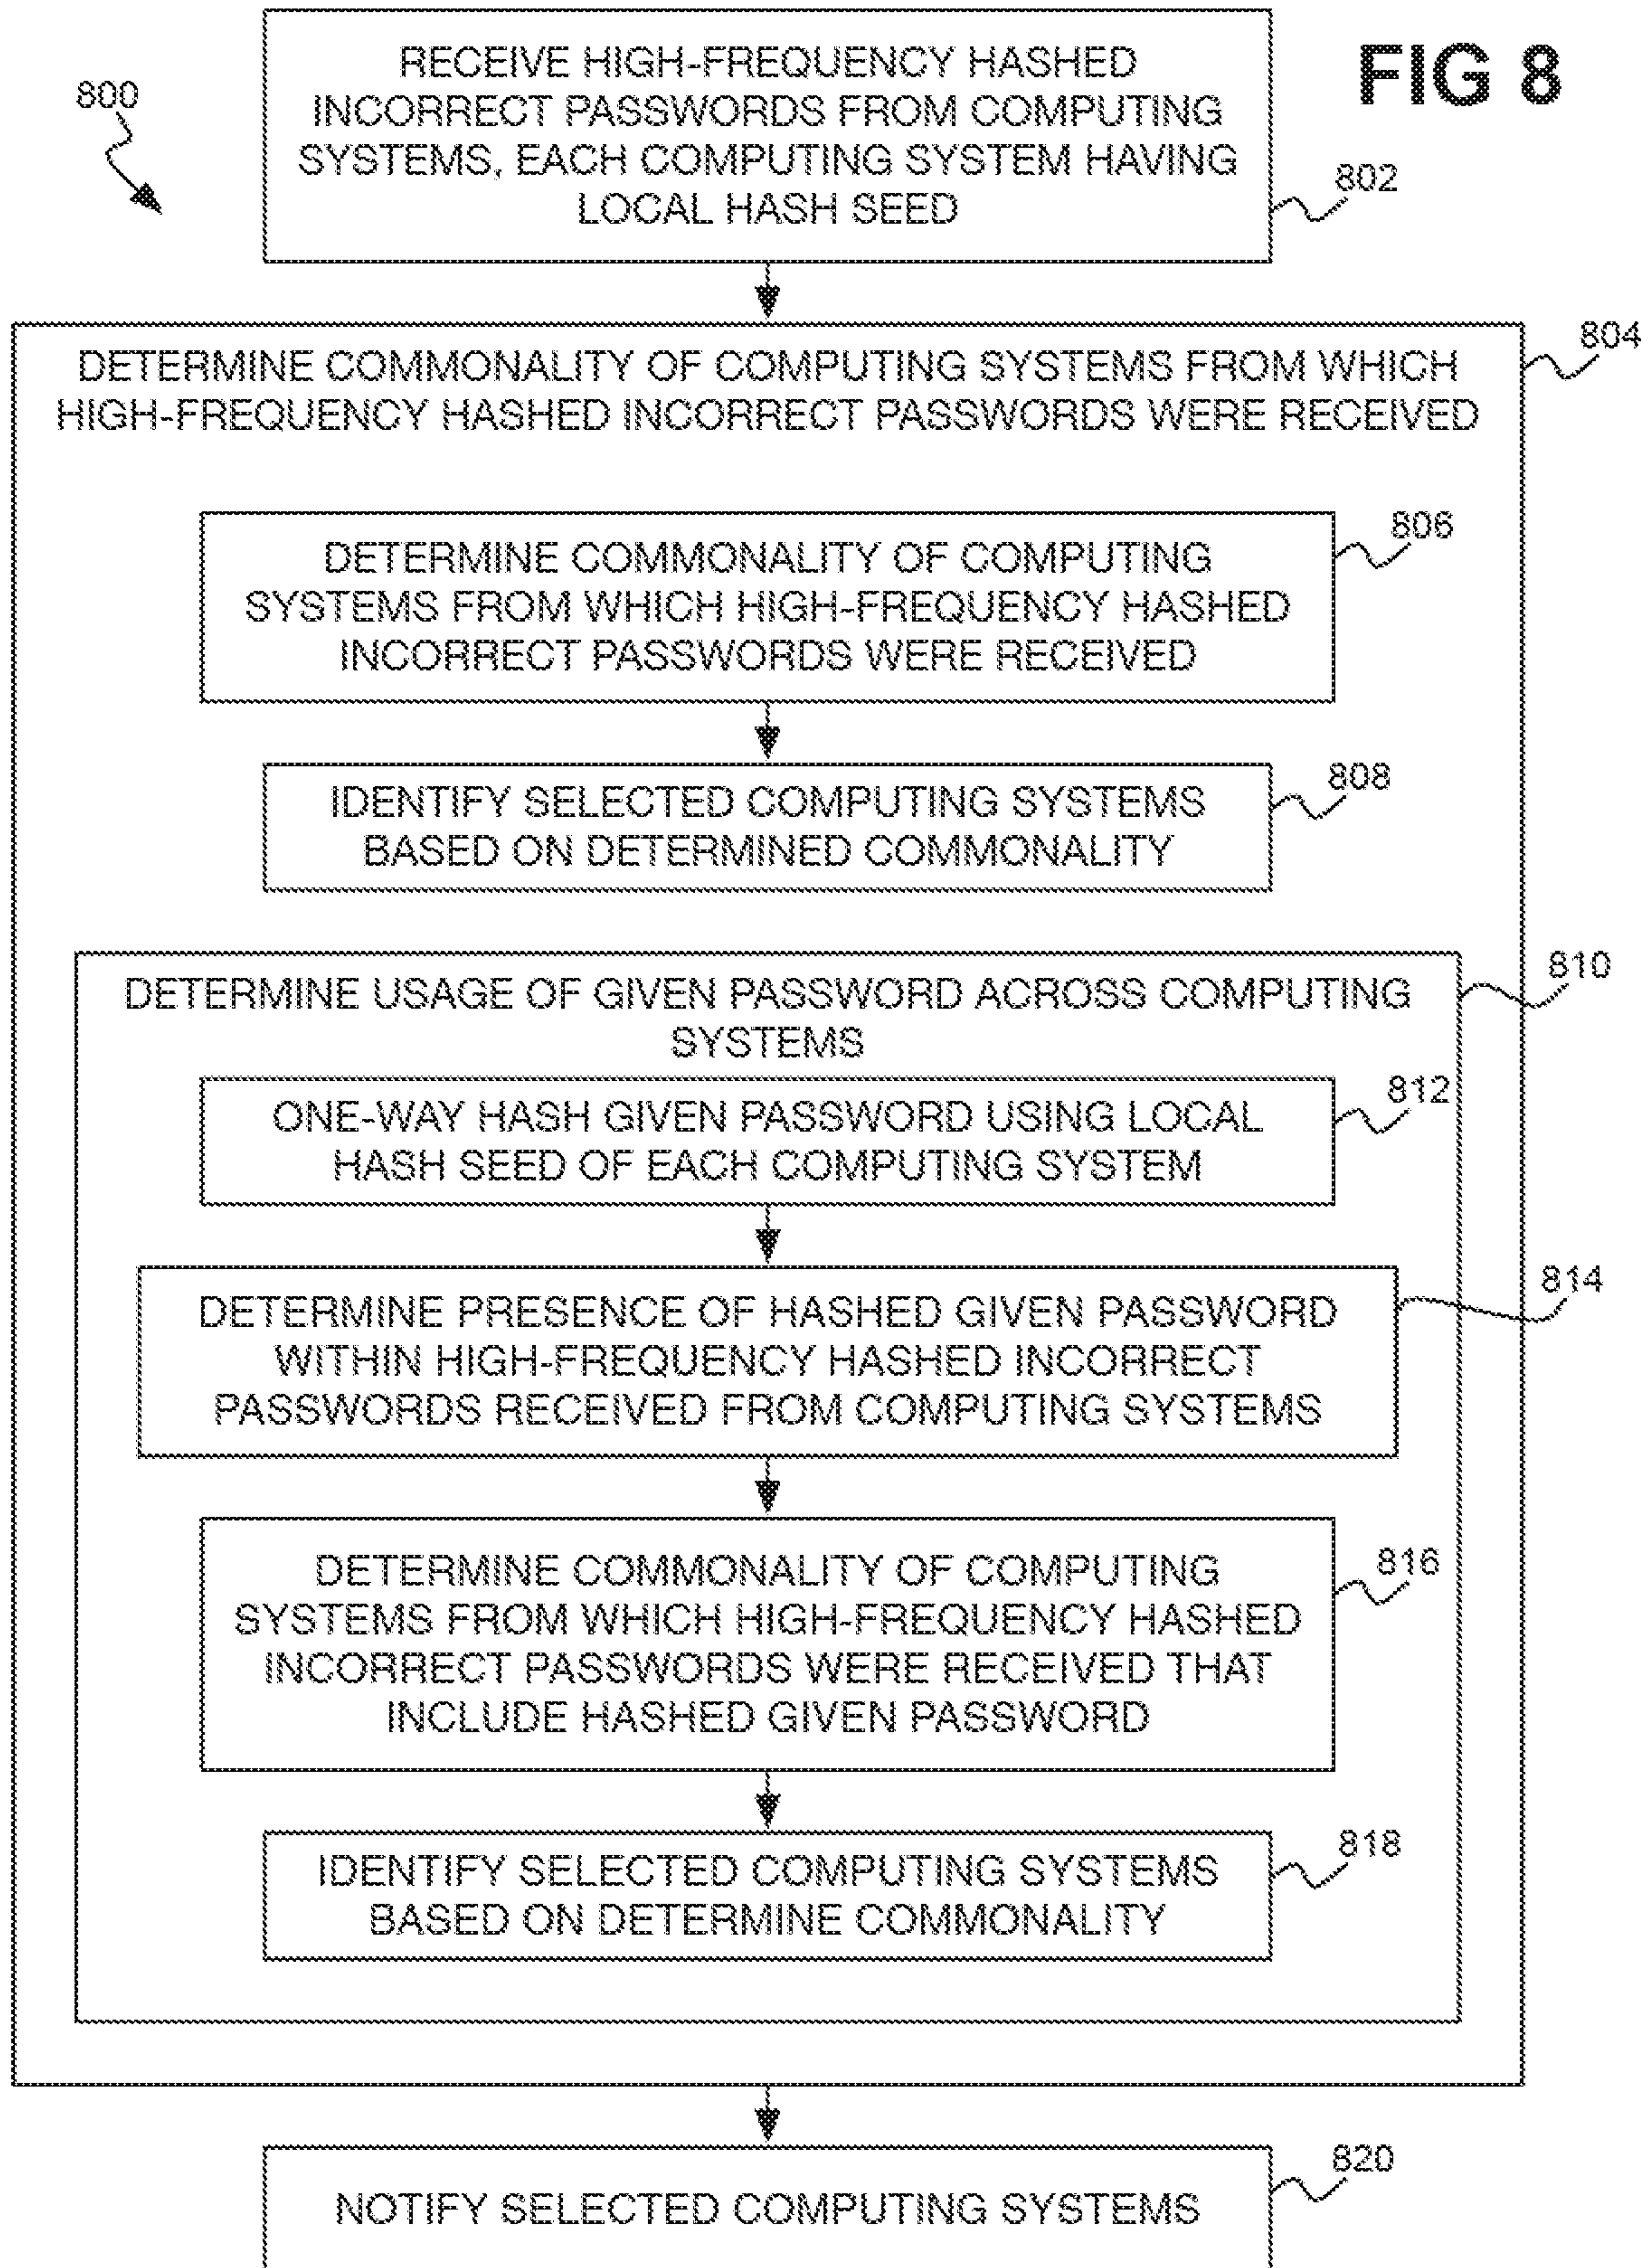 FIG 8
800
RECEIVE HIGH-FREQUENCY HASHED
INCORRECT PASSWORDS FROM COMPUTING
SYSTEMS, EACH COMPUTING SYSTEM HAVING
LOCAL HASH SEED
802
804
DETERMINE COMMONALITY OF COMPUTING SYSTEMS FROM WHICH
HIGH-FREQUENCY HASHED INCORRECT PASSWORDS WERE RECEIVED
806
DETERMINE COMMONALITY OF COMPUTING
SYSTEMS FROM WHICH HIGH-FREQUENCY HASHED
INCORRECT PASSWORDS WERE RECEIVED
808
IDENTIFY SELECTED COMPUTING SYSTEMS
BASED ON DETERMINED COMMONALITY
810
DETERMINE USAGE OF GIVEN PASSWORD ACROSS COMPUTING
SYSTEMS
812
ONE-WAY HASH GIVEN PASSWORD USING LOCAL
HASH SEED OF EACH COMPUTING SYSTEM
814
DETERMINE PRESENCE OF HASHED GIVEN PASSWORD
WITHIN HIGH-FREQUENCY HASHED INCORRECT
PASSWORDS RECEIVED FROM COMPUTING SYSTEMS
816
DETERMINE COMMONALITY OF COMPUTING
SYSTEMS FROM WHICH HIGH-FREQUENCY HASHED
INCORRECT PASSWORDS WERE RECEIVED THAT
INCLUDE HASHED GIVEN PASSWORD
818
IDENTIFY SELECTED COMPUTING SYSTEMS
BASED ON DETERMINE COMMONALITY
820
NOTIFY SELECTED COMPUTING SYSTEMS